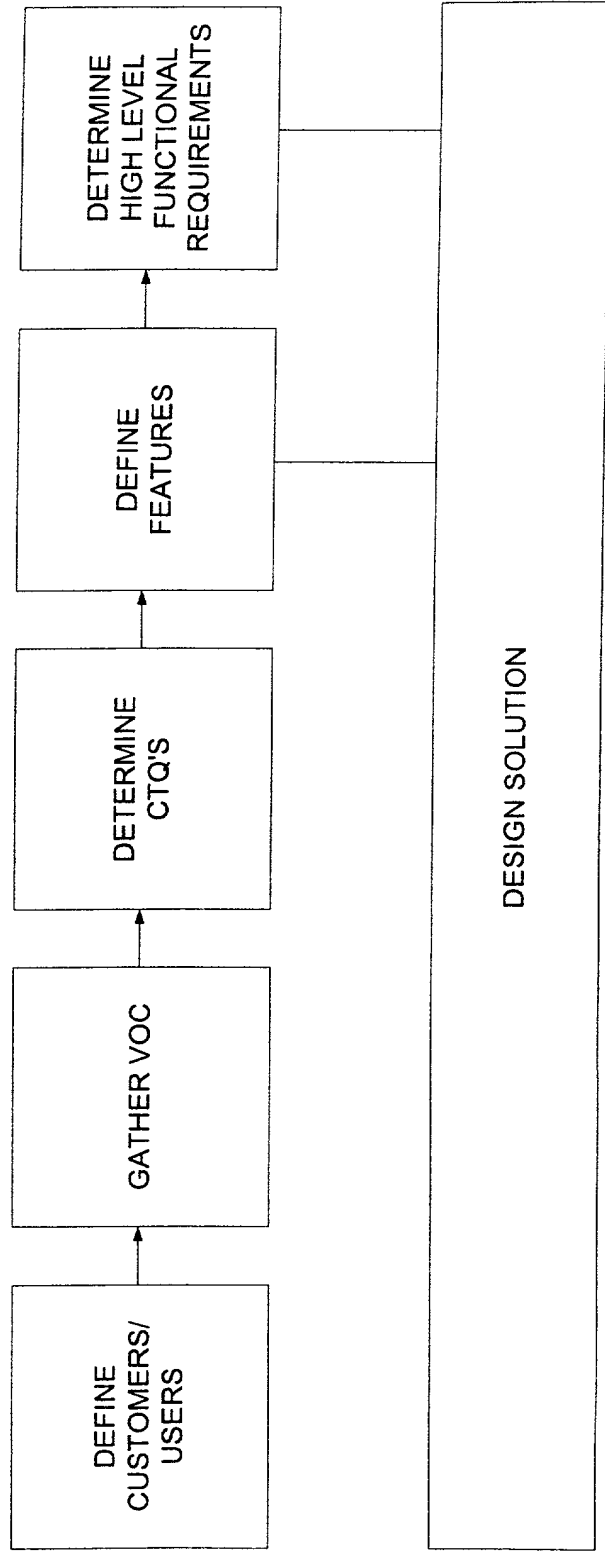 DEFINE
CUSTOMERS/
USERS
GATHER VOC
DETERMINE
CTQ'S
DEFINE
FEATURES
DETERMINE
HIGH LEVEL
FUNCTIONAL
REQUIREMENTS
DESIGN SOLUTION